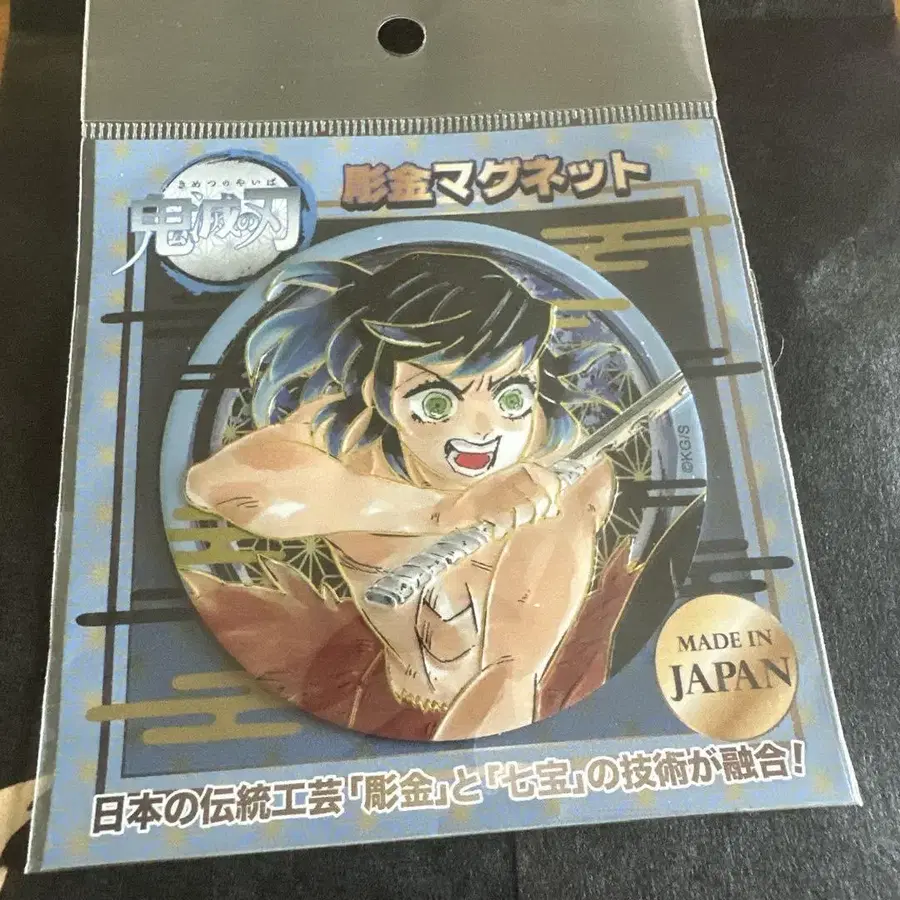 彫金マグネット
きめつのやいば
鬼滅の刃
©KG/S
MADE IN
JAPAN
日本の伝統工芸「彫金」と「七宝」の技術が融合!